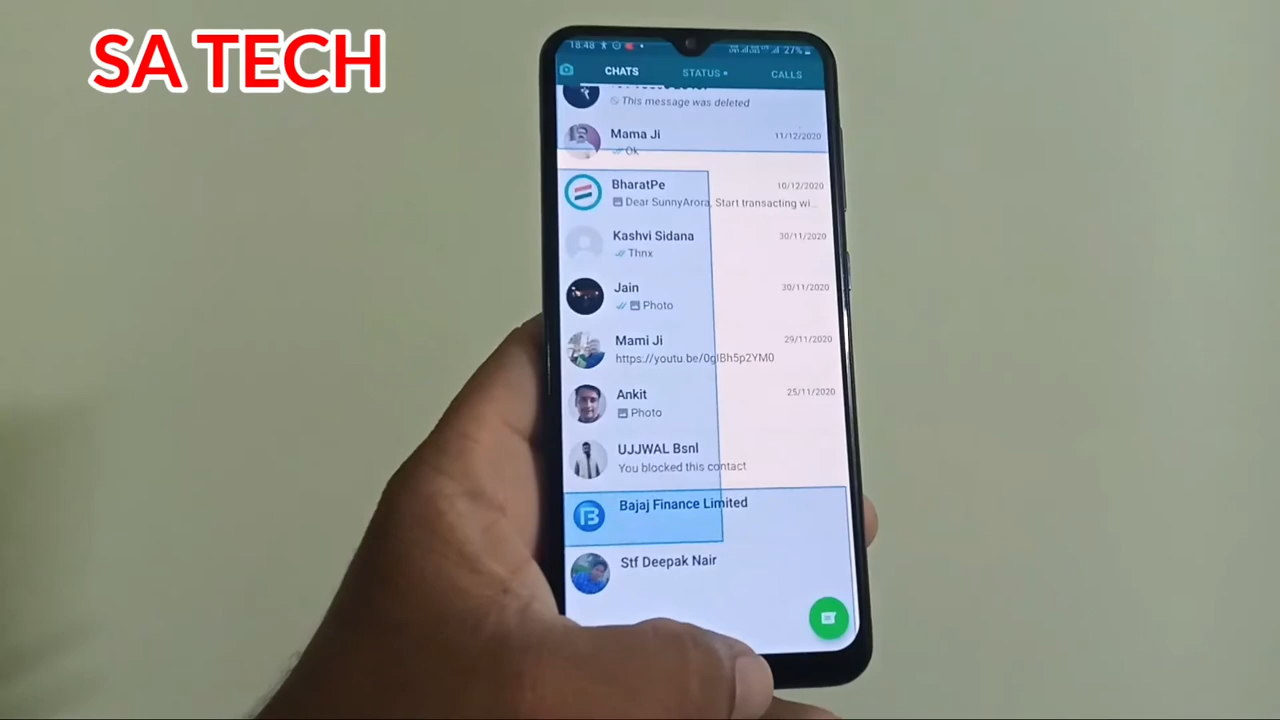 SA TECH
18:48 27%
CHATS STATUS CALLS
This message was deleted
Mama Ji 11/12/2020
Ok
BharatPe 10/12/2020
Dear SunnyArora, Start transacting wi...
Kashvi Sidana 30/11/2020
Thnx
Jain 30/11/2020
Photo
Mami Ji 29/11/2020
https://youtu.be/0glBh5p2YM0
Ankit 25/11/2020
Photo
UJJWAL Bsnl
You blocked this contact
Bajaj Finance Limited
Stf Deepak Nair